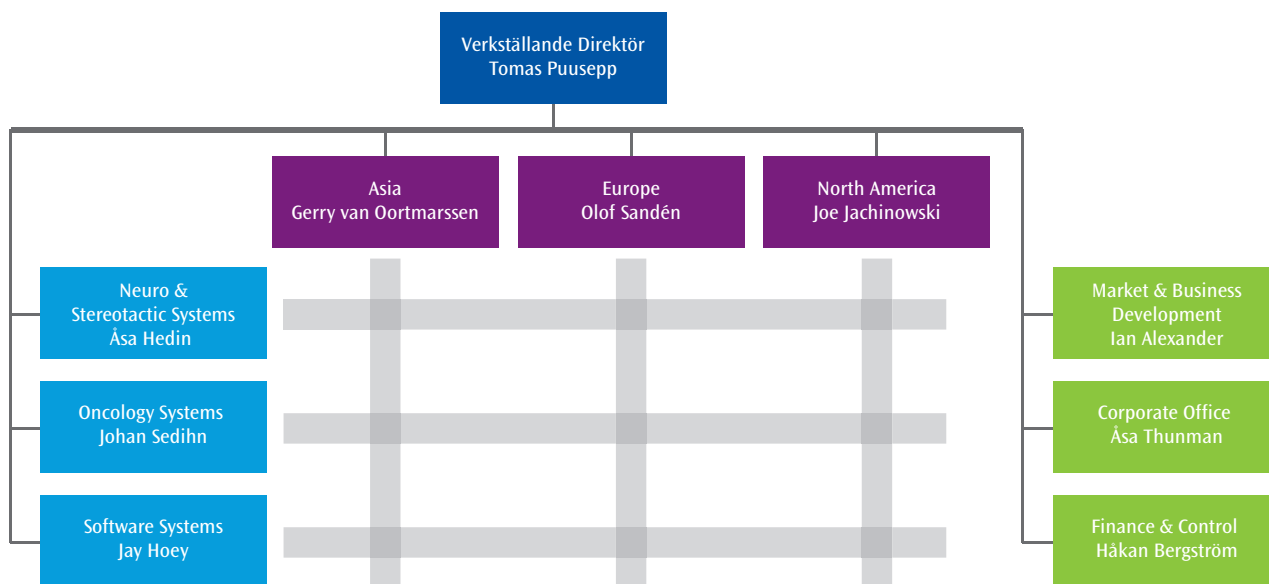 Verkställande Direktör
Tomas Puusepp
Asia
Gerry van Oortmarssen
Europe
Olof Sandén
North America
Joe Jachinowski
Neuro &
Stereotactic Systems
Åsa Hedin
Market & Business
Development
Ian Alexander
Oncology Systems
Johan Sedihn
Corporate Office
Åsa Thunman
Software Systems
Jay Hoey
Finance & Control
Håkan Bergström